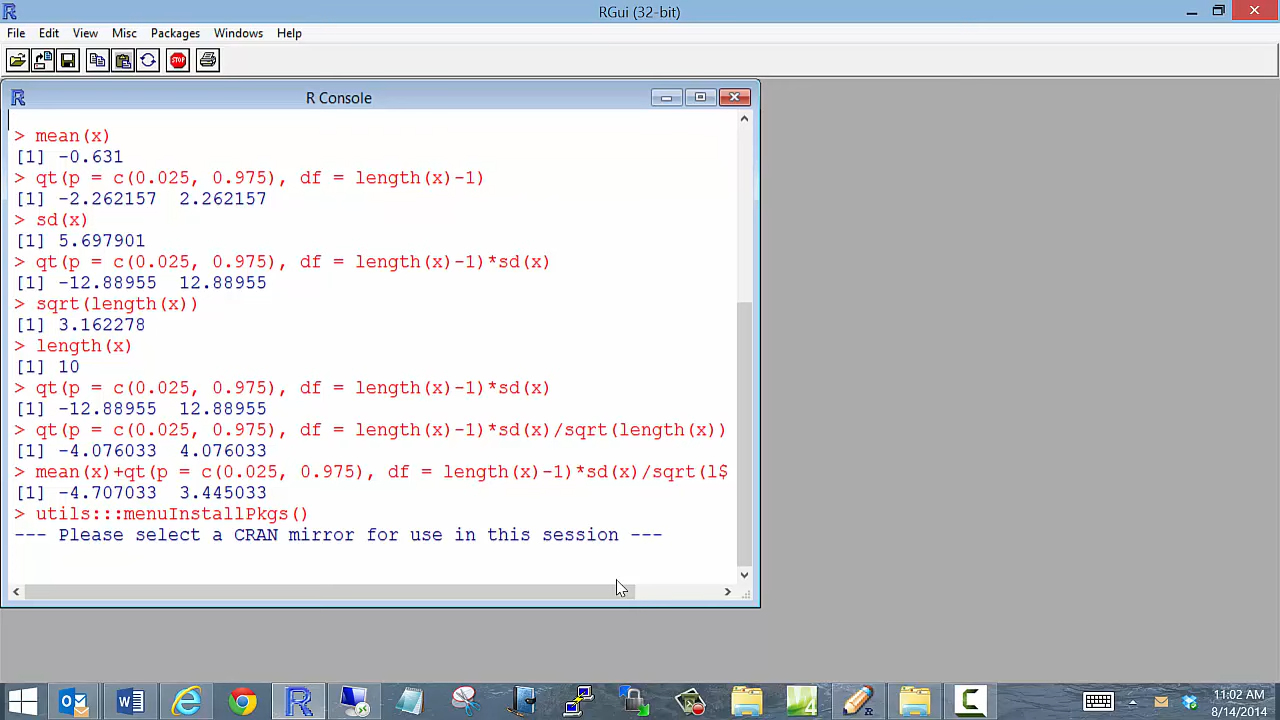 RGui (32-bit)
File Edit View Misc Packages Windows Help
STOP
R Console
> mean(x)
[1] -0.631
> qt(p = c(0.025, 0.975), df = length(x)-1)
[1] -2.262157 2.262157
> sd(x)
[1] 5.697901
> qt(p = c(0.025, 0.975), df = length(x)-1)*sd(x)
[1] -12.88955 12.88955
> sqrt(length(x))
[1] 3.162278
> length(x)
[1] 10
> qt(p = c(0.025, 0.975), df = length(x)-1)*sd(x)
[1] -12.88955 12.88955
> qt(p = c(0.025, 0.975), df = length(x)-1)*sd(x)/sqrt(length(x))
[1] -4.076033 4.076033
> mean(x)+qt(p = c(0.025, 0.975), df = length(x)-1)*sd(x)/sqrt(l$
[1] -4.707033 3.445033
> utils:::menuInstallPkgs()
--- Please select a CRAN mirror for use in this session ---
11:02 AM
8/14/2014